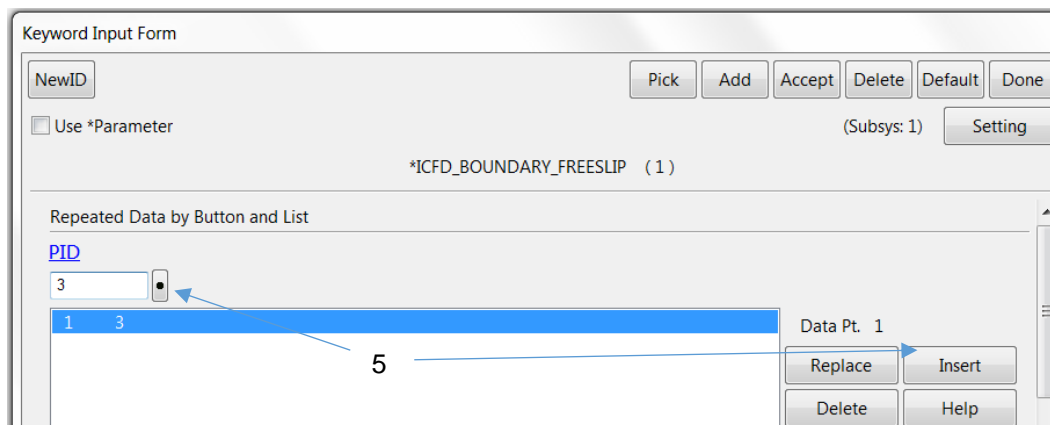 Keyword Input Form
NewID Pick Add Accept Delete Default Done
Use *Parameter (Subsys: 1) Setting
*ICFD_BOUNDARY_FREESLIP (1)
Repeated Data by Button and List
PID
3
1 3 Data Pt. 1
5 Replace Insert
Delete Help